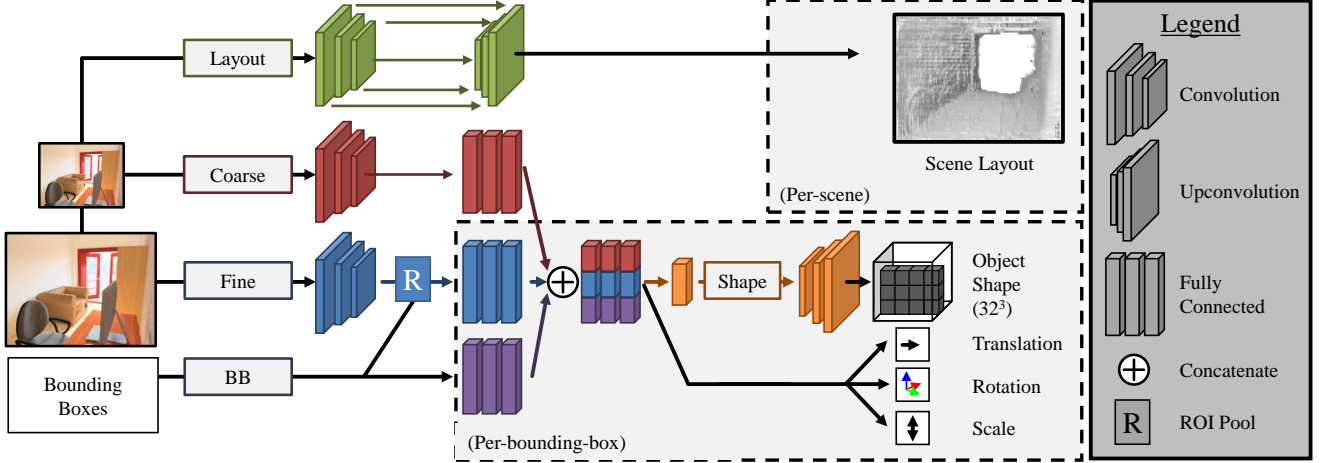 Layout
Coarse
Fine
R
BB
Bounding
Boxes
Scene Layout
(Per-scene)
Shape
Object
Shape
(32³)
Translation
Rotation
Scale
(Per-bounding-box)
Legend
Convolution
Upconvolution
Fully
Connected
Concatenate
R
ROI Pool